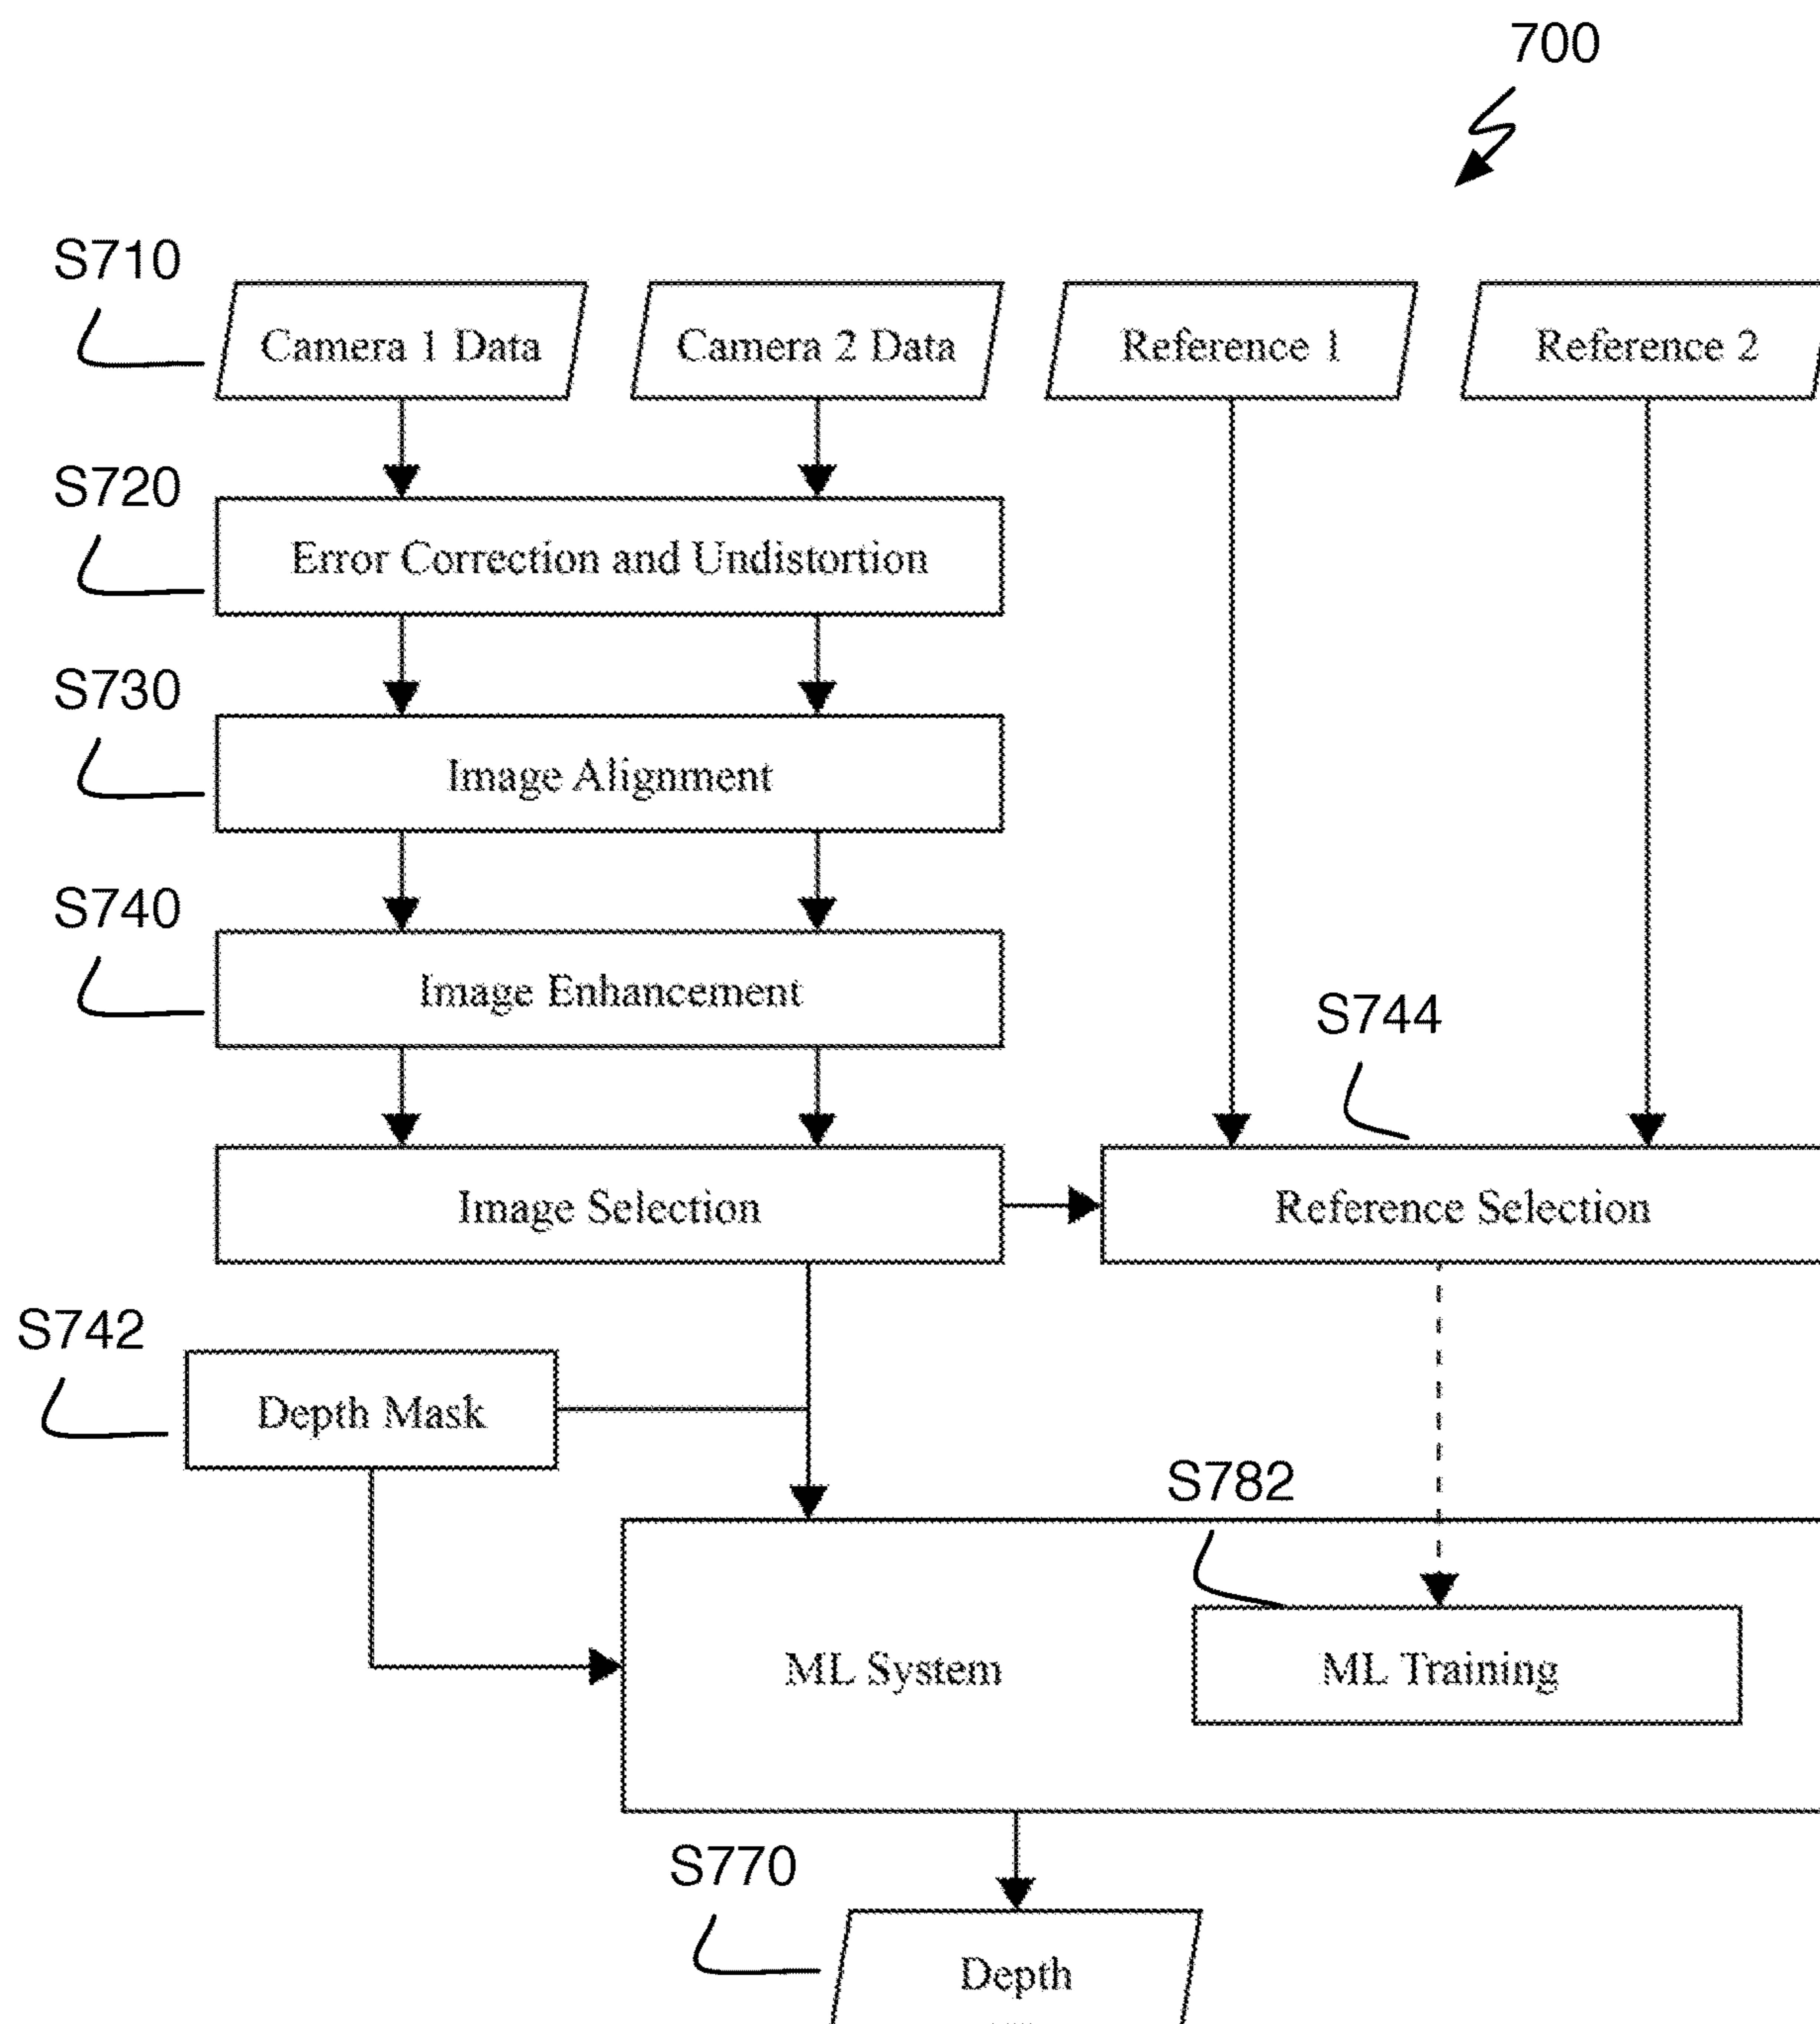 700
S710
Camera 1 Data
Camera 2 Data
Reference 1
Reference 2
S720
Error Correction and Undistortion
S730
Image Alignment
S740
Image Enhancement
S744
Image Selection
Reference Selection
S742
Depth Mask
S782
ML System
ML Training
S770
Depth